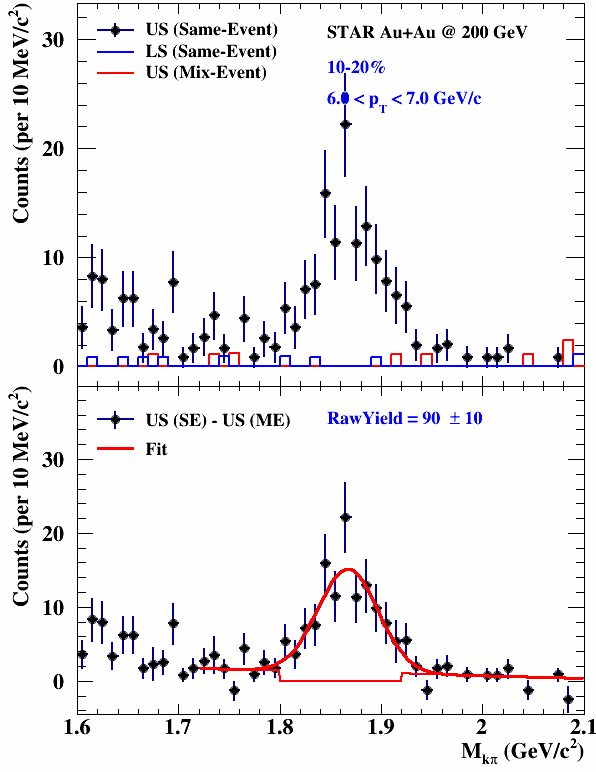 US (Same-Event)
LS (Same-Event)
US (Mix-Event)
STAR Au+Au @ 200 GeV
10-20%
6.0 < p_T < 7.0 GeV/c
Counts (per 10 MeV/c²)
30
20
10
0
US (SE) - US (ME)
Fit
RawYield = 90 ± 10
Counts (per 10 MeV/c²)
30
20
10
0
1.6 1.7 1.8 1.9 2 2.1
M_kπ (GeV/c²)